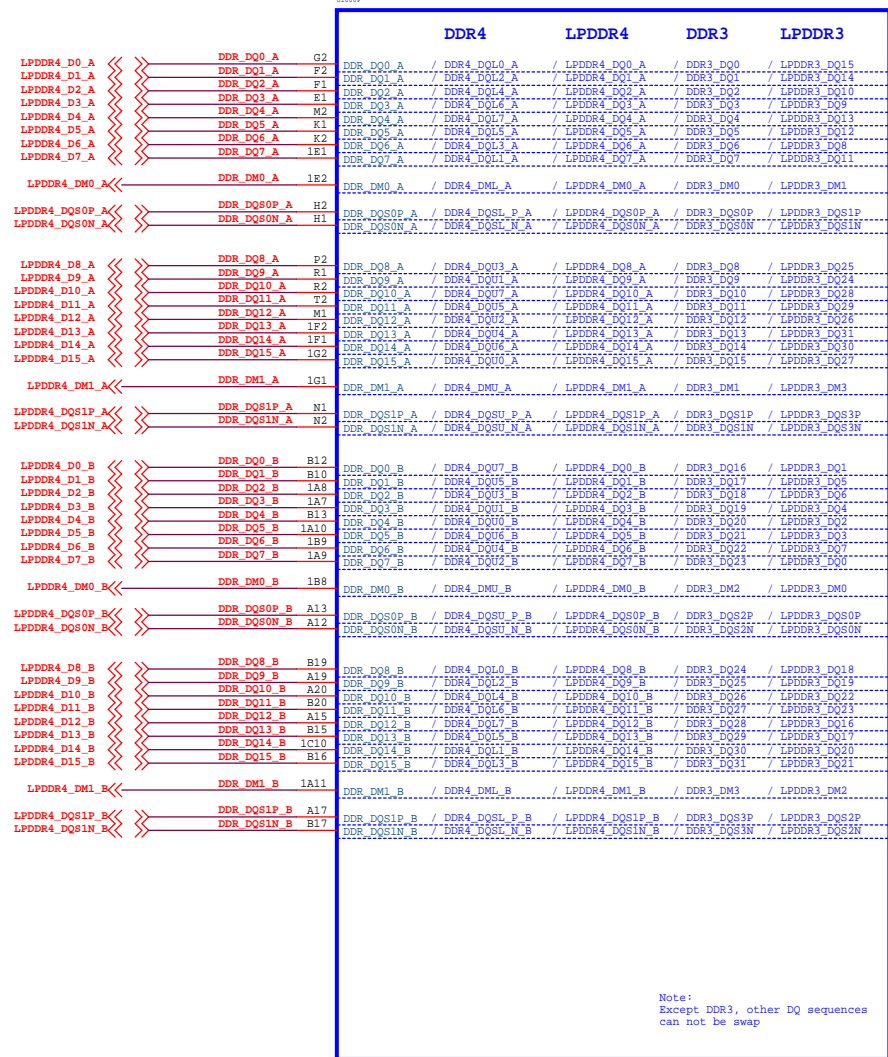 DDR4 LPDDR4 DDR3 LPDDR3
LPDDR4_D0_A DDR_DQ0_A G2 DDR_DQ0_A / DDR4_DQL0_A / LPDDR4_DQ0_A / DDR3_DQ0 / LPDDR3_DQ15
LPDDR4_D1_A DDR_DQ1_A F2 DDR_DQ1_A / DDR4_DQL2_A / LPDDR4_DQ1_A / DDR3_DQ1 / LPDDR3_DQ14
LPDDR4_D2_A DDR_DQ2_A F1 DDR_DQ2_A / DDR4_DQL4_A / LPDDR4_DQ2_A / DDR3_DQ2 / LPDDR3_DQ10
LPDDR4_D3_A DDR_DQ3_A E1 DDR_DQ3_A / DDR4_DQL6_A / LPDDR4_DQ3_A / DDR3_DQ3 / LPDDR3_DQ9
LPDDR4_D4_A DDR_DQ4_A M2 DDR_DQ4_A / DDR4_DQL7_A / LPDDR4_DQ4_A / DDR3_DQ4 / LPDDR3_DQ13
LPDDR4_D5_A DDR_DQ5_A K1 DDR_DQ5_A / DDR4_DQL5_A / LPDDR4_DQ5_A / DDR3_DQ5 / LPDDR3_DQ12
LPDDR4_D6_A DDR_DQ6_A K2 DDR_DQ6_A / DDR4_DQL3_A / LPDDR4_DQ6_A / DDR3_DQ6 / LPDDR3_DQ8
LPDDR4_D7_A DDR_DQ7_A 1E1 DDR_DQ7_A / DDR4_DQL1_A / LPDDR4_DQ7_A / DDR3_DQ7 / LPDDR3_DQ11
LPDDR4_DM0_A DDR_DM0_A 1E2 DDR_DM0_A / DDR4_DML_A / LPDDR4_DM0_A / DDR3_DM0 / LPDDR3_DM1
LPDDR4_DQS0P_A DDR_DQS0P_A H2 DDR_DQS0P_A / DDR4_DQSL_P_A / LPDDR4_DQS0P_A / DDR3_DQS0P / LPDDR3_DQS1P
LPDDR4_DQS0N_A DDR_DQS0N_A H1 DDR_DQS0N_A / DDR4_DQSL_N_A / LPDDR4_DQS0N_A / DDR3_DQS0N / LPDDR3_DQS1N
LPDDR4_D8_A DDR_DQ8_A P2 DDR_DQ8_A / DDR4_DQU3_A / LPDDR4_DQ8_A / DDR3_DQ8 / LPDDR3_DQ25
LPDDR4_D9_A DDR_DQ9_A R1 DDR_DQ9_A / DDR4_DQU1_A / LPDDR4_DQ9_A / DDR3_DQ9 / LPDDR3_DQ24
LPDDR4_D10_A DDR_DQ10_A R2 DDR_DQ10_A / DDR4_DQU7_A / LPDDR4_DQ10_A / DDR3_DQ10 / LPDDR3_DQ28
LPDDR4_D11_A DDR_DQ11_A T2 DDR_DQ11_A / DDR4_DQU5_A / LPDDR4_DQ11_A / DDR3_DQ11 / LPDDR3_DQ29
LPDDR4_D12_A DDR_DQ12_A M1 DDR_DQ12_A / DDR4_DQU2_A / LPDDR4_DQ12_A / DDR3_DQ12 / LPDDR3_DQ26
LPDDR4_D13_A DDR_DQ13_A 1F2 DDR_DQ13_A / DDR4_DQU4_A / LPDDR4_DQ13_A / DDR3_DQ13 / LPDDR3_DQ31
LPDDR4_D14_A DDR_DQ14_A 1F1 DDR_DQ14_A / DDR4_DQU6_A / LPDDR4_DQ14_A / DDR3_DQ14 / LPDDR3_DQ30
LPDDR4_D15_A DDR_DQ15_A 1G2 DDR_DQ15_A / DDR4_DQU0_A / LPDDR4_DQ15_A / DDR3_DQ15 / LPDDR3_DQ27
LPDDR4_DM1_A DDR_DM1_A 1G1 DDR_DM1_A / DDR4_DMU_A / LPDDR4_DM1_A / DDR3_DM1 / LPDDR3_DM3
LPDDR4_DQS1P_A DDR_DQS1P_A N1 DDR_DQS1P_A / DDR4_DQSU_P_A / LPDDR4_DQS1P_A / DDR3_DQS1P / LPDDR3_DQS3P
LPDDR4_DQS1N_A DDR_DQS1N_A N2 DDR_DQS1N_A / DDR4_DQSU_N_A / LPDDR4_DQS1N_A / DDR3_DQS1N / LPDDR3_DQS3N
LPDDR4_D0_B DDR_DQ0_B B12 DDR_DQ0_B / DDR4_DQU7_B / LPDDR4_DQ0_B / DDR3_DQ16 / LPDDR3_DQ1
LPDDR4_D1_B DDR_DQ1_B B10 DDR_DQ1_B / DDR4_DQU5_B / LPDDR4_DQ1_B / DDR3_DQ17 / LPDDR3_DQ5
LPDDR4_D2_B DDR_DQ2_B 1A8 DDR_DQ2_B / DDR4_DQU3_B / LPDDR4_DQ2_B / DDR3_DQ18 / LPDDR3_DQ6
LPDDR4_D3_B DDR_DQ3_B 1A7 DDR_DQ3_B / DDR4_DQU1_B / LPDDR4_DQ3_B / DDR3_DQ19 / LPDDR3_DQ4
LPDDR4_D4_B DDR_DQ4_B B13 DDR_DQ4_B / DDR4_DQU0_B / LPDDR4_DQ4_B / DDR3_DQ20 / LPDDR3_DQ2
LPDDR4_D5_B DDR_DQ5_B 1A10 DDR_DQ5_B / DDR4_DQU6_B / LPDDR4_DQ5_B / DDR3_DQ21 / LPDDR3_DQ3
LPDDR4_D6_B DDR_DQ6_B 1B9 DDR_DQ6_B / DDR4_DQU4_B / LPDDR4_DQ6_B / DDR3_DQ22 / LPDDR3_DQ7
LPDDR4_D7_B DDR_DQ7_B 1A9 DDR_DQ7_B / DDR4_DQU2_B / LPDDR4_DQ7_B / DDR3_DQ23 / LPDDR3_DQ0
LPDDR4_DM0_B DDR_DM0_B 1B8 DDR_DM0_B / DDR4_DMU_B / LPDDR4_DM0_B / DDR3_DM2 / LPDDR3_DM0
LPDDR4_DQS0P_B DDR_DQS0P_B A13 DDR_DQS0P_B / DDR4_DQSU_P_B / LPDDR4_DQS0P_B / DDR3_DQS2P / LPDDR3_DQS0P
LPDDR4_DQS0N_B DDR_DQS0N_B A12 DDR_DQS0N_B / DDR4_DQSU_N_B / LPDDR4_DQS0N_B / DDR3_DQS2N / LPDDR3_DQS0N
LPDDR4_D8_B DDR_DQ8_B B19 DDR_DQ8_B / DDR4_DQL0_B / LPDDR4_DQ8_B / DDR3_DQ24 / LPDDR3_DQ18
LPDDR4_D9_B DDR_DQ9_B A19 DDR_DQ9_B / DDR4_DQL2_B / LPDDR4_DQ9_B / DDR3_DQ25 / LPDDR3_DQ19
LPDDR4_D10_B DDR_DQ10_B A20 DDR_DQ10_B / DDR4_DQL4_B / LPDDR4_DQ10_B / DDR3_DQ26 / LPDDR3_DQ22
LPDDR4_D11_B DDR_DQ11_B B20 DDR_DQ11_B / DDR4_DQL6_B / LPDDR4_DQ11_B / DDR3_DQ27 / LPDDR3_DQ23
LPDDR4_D12_B DDR_DQ12_B A15 DDR_DQ12_B / DDR4_DQL7_B / LPDDR4_DQ12_B / DDR3_DQ28 / LPDDR3_DQ16
LPDDR4_D13_B DDR_DQ13_B B15 DDR_DQ13_B / DDR4_DQL5_B / LPDDR4_DQ13_B / DDR3_DQ29 / LPDDR3_DQ17
LPDDR4_D14_B DDR_DQ14_B 1C10 DDR_DQ14_B / DDR4_DQL1_B / LPDDR4_DQ14_B / DDR3_DQ30 / LPDDR3_DQ20
LPDDR4_D15_B DDR_DQ15_B B16 DDR_DQ15_B / DDR4_DQL3_B / LPDDR4_DQ15_B / DDR3_DQ31 / LPDDR3_DQ21
LPDDR4_DM1_B DDR_DM1_B 1A11 DDR_DM1_B / DDR4_DML_B / LPDDR4_DM1_B / DDR3_DM3 / LPDDR3_DM2
LPDDR4_DQS1P_B DDR_DQS1P_B A17 DDR_DQS1P_B / DDR4_DQSL_P_B / LPDDR4_DQS1P_B / DDR3_DQS3P / LPDDR3_DQS2P
LPDDR4_DQS1N_B DDR_DQS1N_B B17 DDR_DQS1N_B / DDR4_DQSL_N_B / LPDDR4_DQS1N_B / DDR3_DQS3N / LPDDR3_DQS2N
Note:
Except DDR3, other DQ sequences
can not be swap